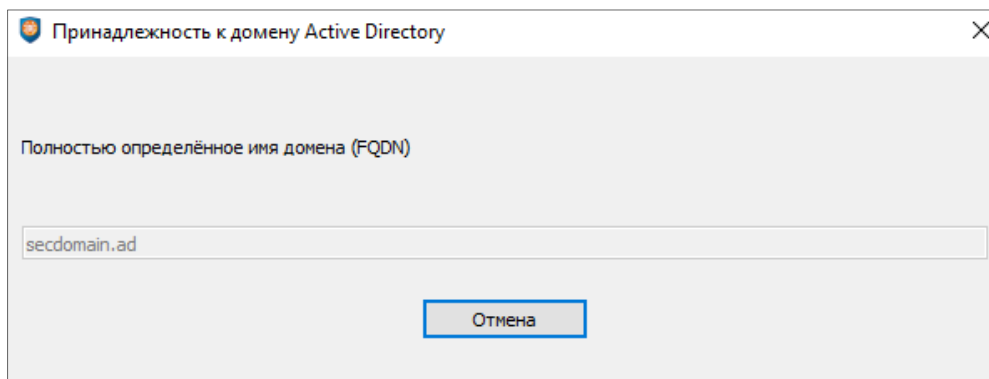 Принадлежность к домену Active Directory
Полностью определённое имя домена (FQDN)
secdomain.ad
Отмена